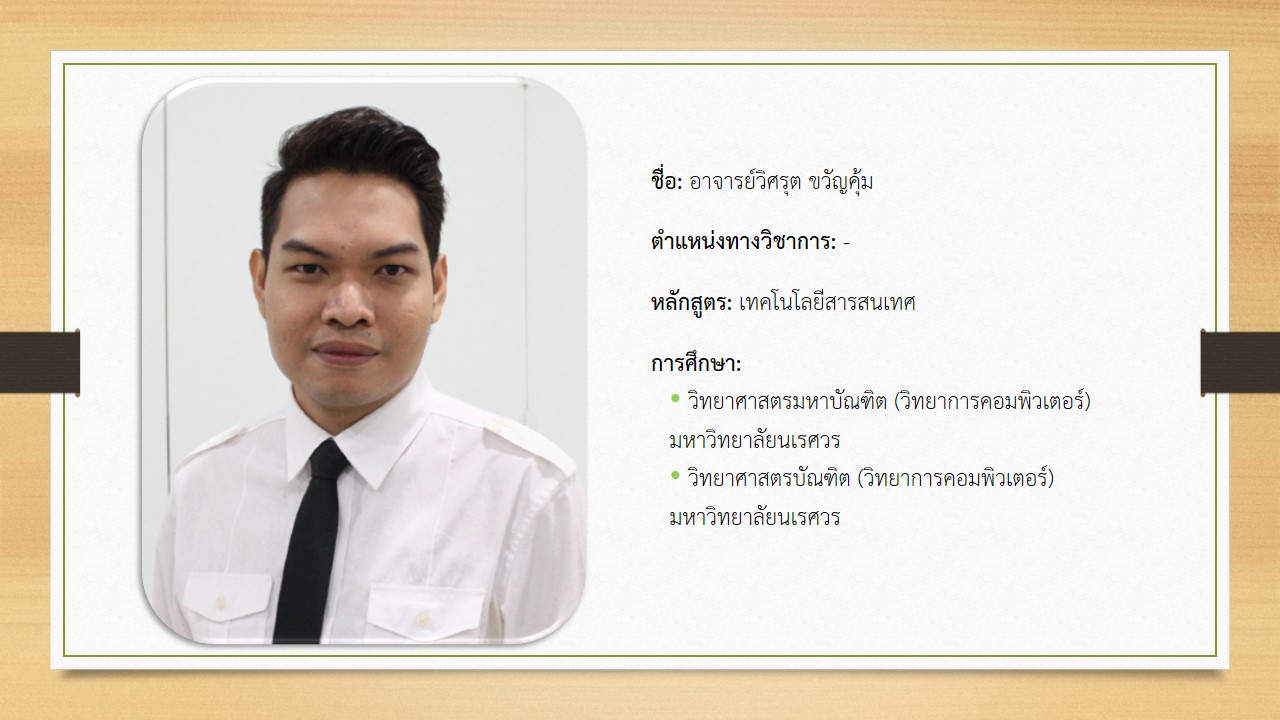 ชื่อ: อาจารย์วิศรุต ขวัญคุ้ม
ตำแหน่งทางวิชาการ: -
หลักสูตร: เทคโนโลยีสารสนเทศ
การศึกษา:
• วิทยาศาสตรมหาบัณฑิต (วิทยาการคอมพิวเตอร์)
มหาวิทยาลัยนเรศวร
• วิทยาศาสตรบัณฑิต (วิทยาการคอมพิวเตอร์)
มหาวิทยาลัยนเรศวร